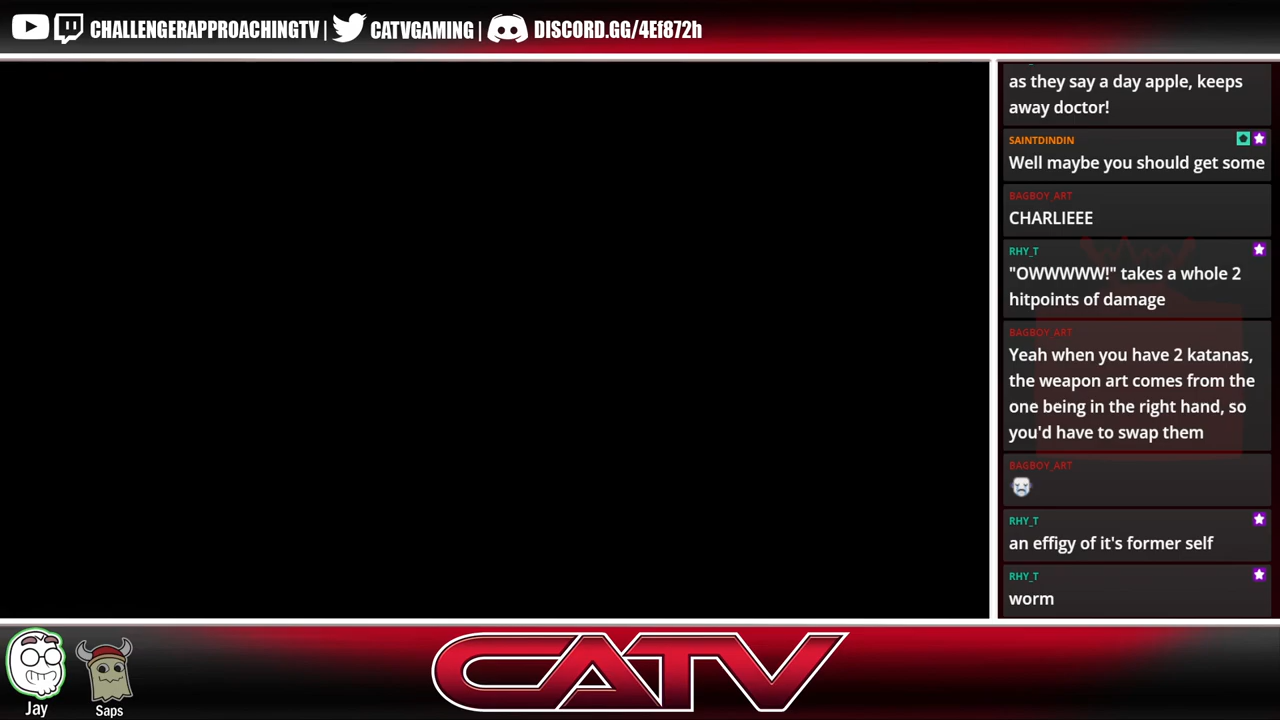 CHALLENGERAPPROACHINGTV | CATVGAMING | DISCORD.GG/4Ef872h
as they say a day apple, keeps
away doctor!
SAINTDINDIN
Well maybe you should get some
BAGBOY_ART
CHARLIEEE
RHY_T
"OWWWWW!" takes a whole 2
hitpoints of damage
BAGBOY_ART
Yeah when you have 2 katanas,
the weapon art comes from the
one being in the right hand, so
you'd have to swap them
BAGBOY_ART
RHY_T
an effigy of it's former self
RHY_T
worm
CATV
Jay
Saps